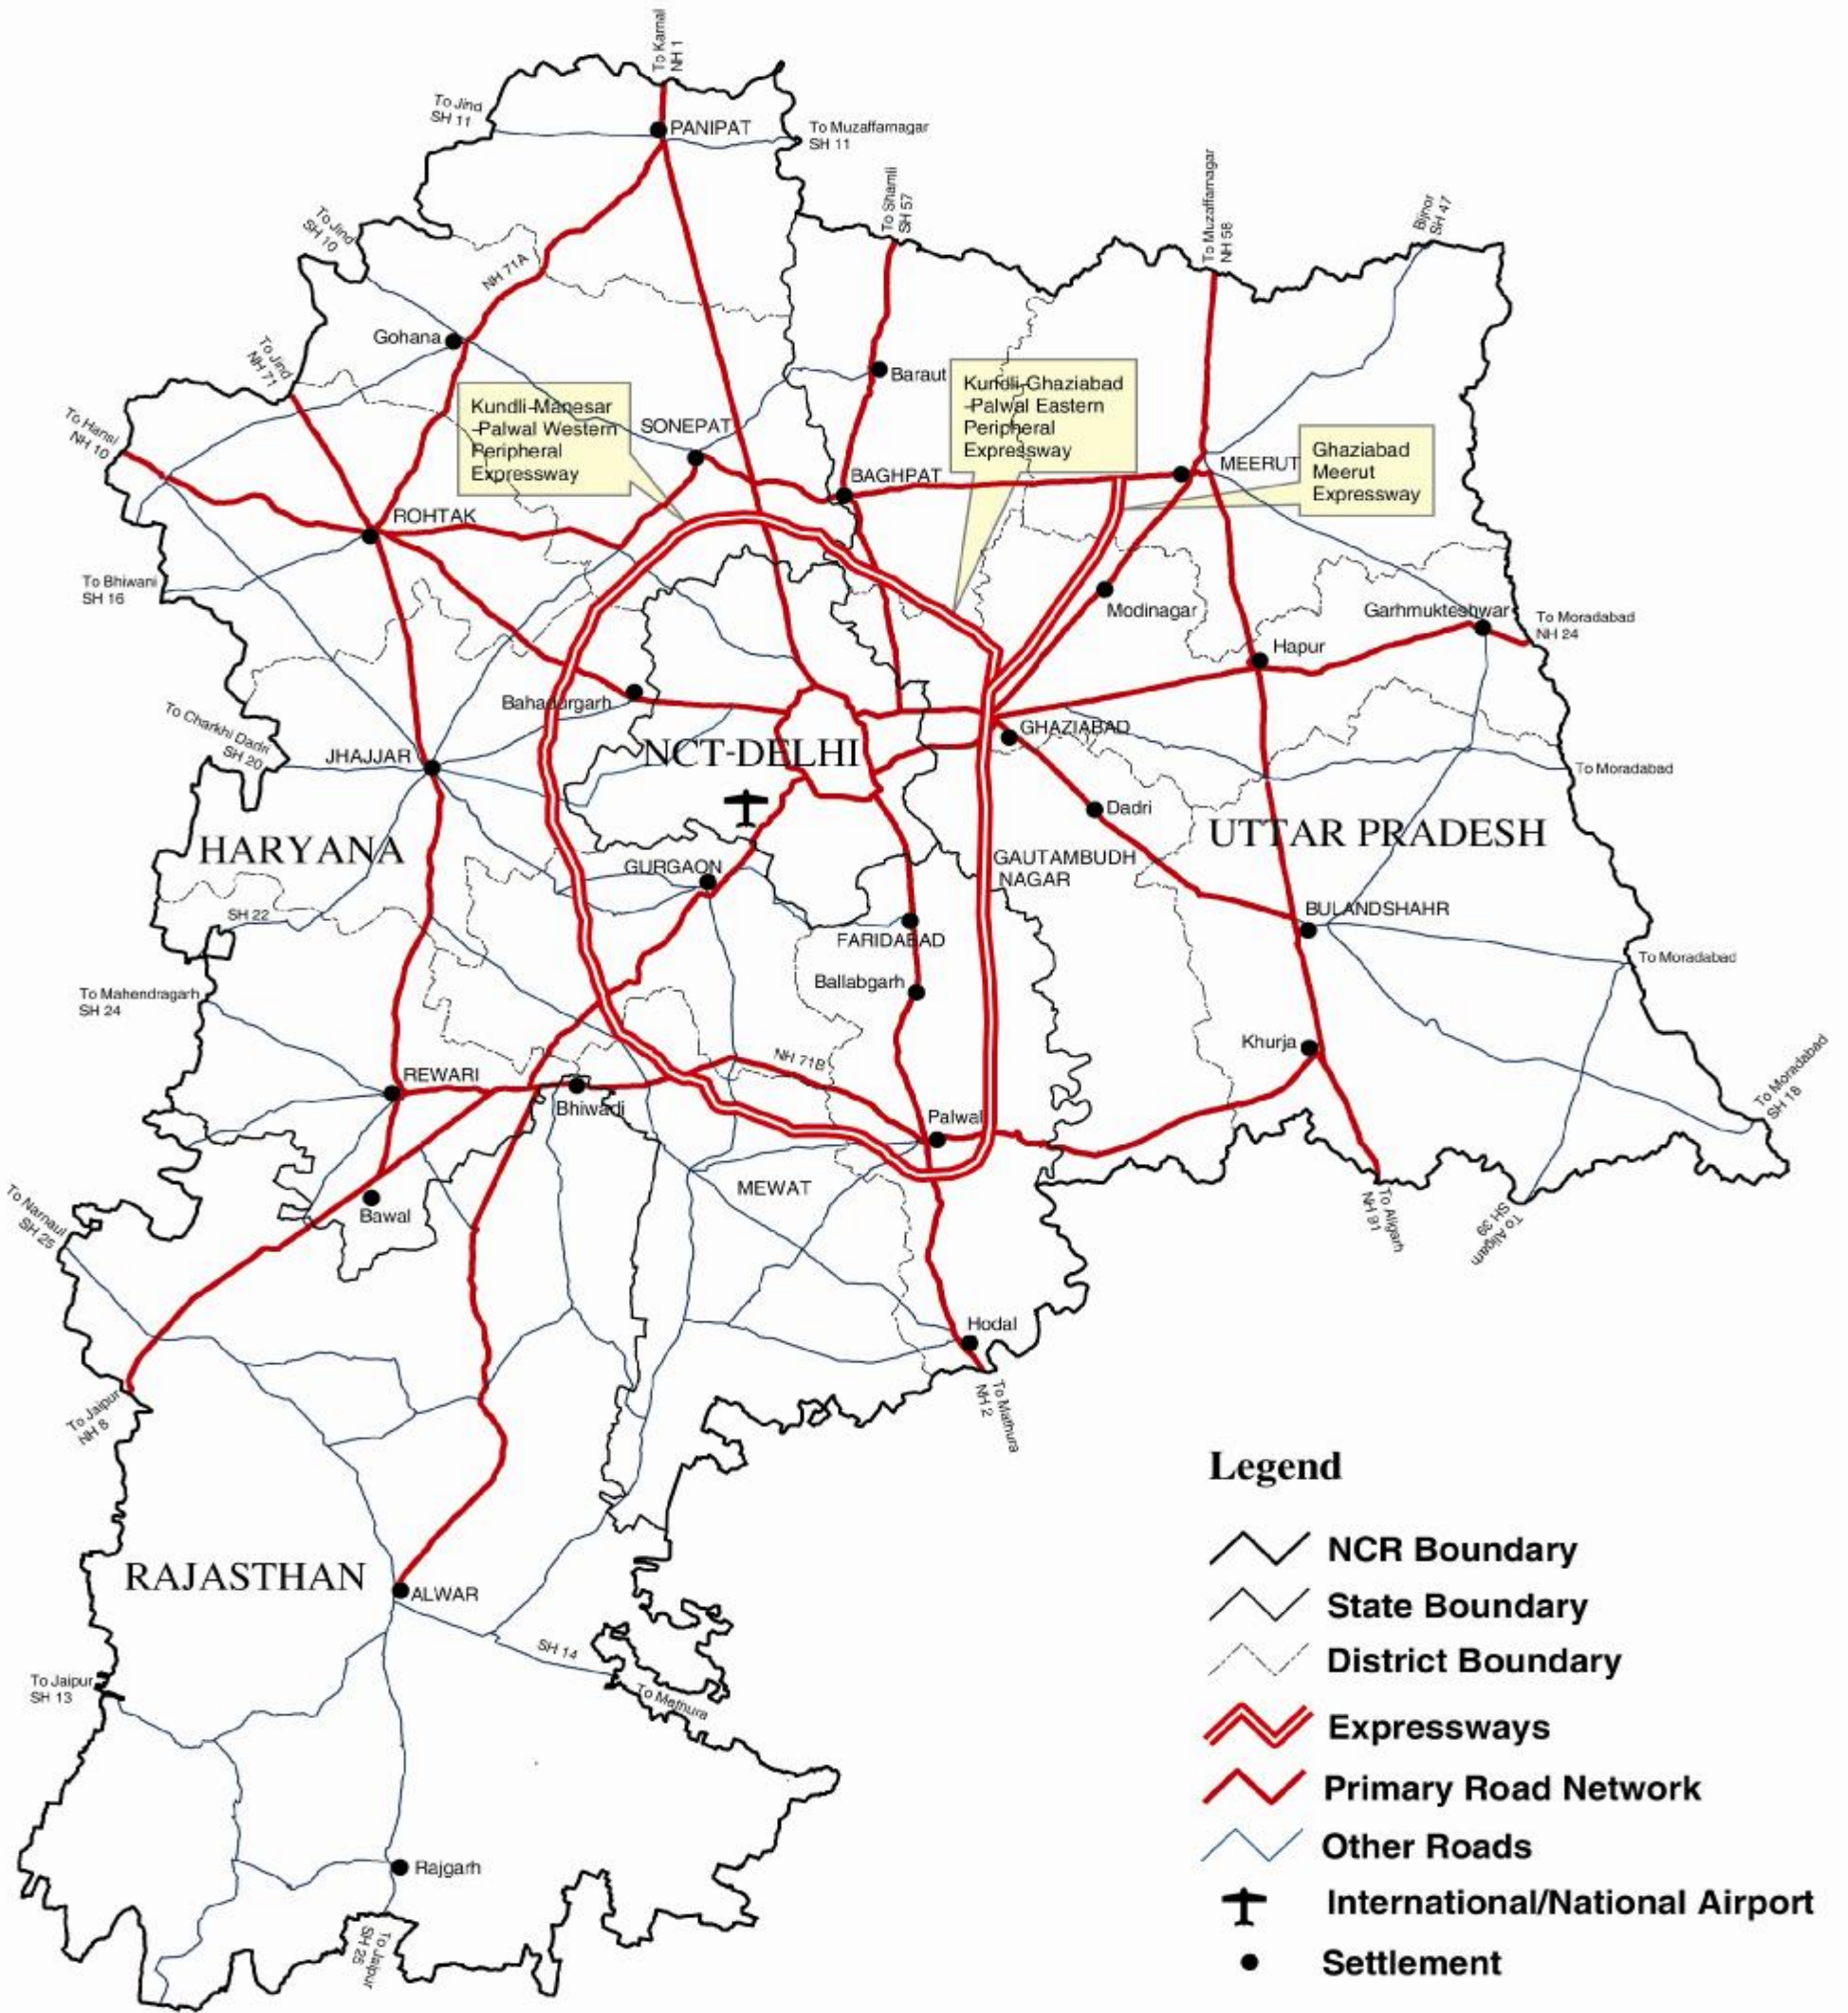 To Karnal
NH 1
To Jind
SH 11
PANIPAT
To Muzaffarnagar
SH 11
To Shamli
SH 57
To Muzaffarnagar
NH 58
Bijnor
SH 47
To Jind
SH 10
NH 71A
Gohana
To Jind
NH 71
Baraut
Kundli-Manesar
-Palwal Western
Peripheral
Expressway
Kundli-Ghaziabad
-Palwal Eastern
Peripheral
Expressway
Ghaziabad
Meerut
Expressway
To Hansi
NH 10
SONEPAT
BAGHPAT
MEERUT
ROHTAK
To Bhiwani
SH 16
Modinagar
Garhmukteshwar
To Moradabad
NH 24
Hapur
Bahadurgarh
To Charkhi Dadri
SH 20
JHAJJAR
NCT-DELHI
GHAZIABAD
To Moradabad
Dadri
HARYANA
UTTAR PRADESH
GURGAON
GAUTAMBUDH
NAGAR
SH 22
BULANDSHAHR
FARIDABAD
To Moradabad
Ballabgarh
To Mahendragarh
SH 24
Khurja
NH 71B
REWARI
Bhiwadi
Palwal
To Moradabad
SH 18
MEWAT
Bawal
To Narnaul
SH 25
To Aligarh
NH 91
To Aligarh
SH 39
Hodal
To Mathura
NH 2
To Jaipur
NH 8
RAJASTHAN
ALWAR
SH 14
To Mathura
To Jaipur
SH 13
Rajgarh
To Jaipur
SH 25
Legend
NCR Boundary
State Boundary
District Boundary
Expressways
Primary Road Network
Other Roads
International/National Airport
Settlement